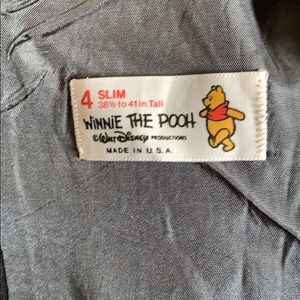 4 SLIM
38½ to 41 in. Tall
WINNIE THE POOH
© WALT DISNEY PRODUCTIONS
MADE IN U.S.A.